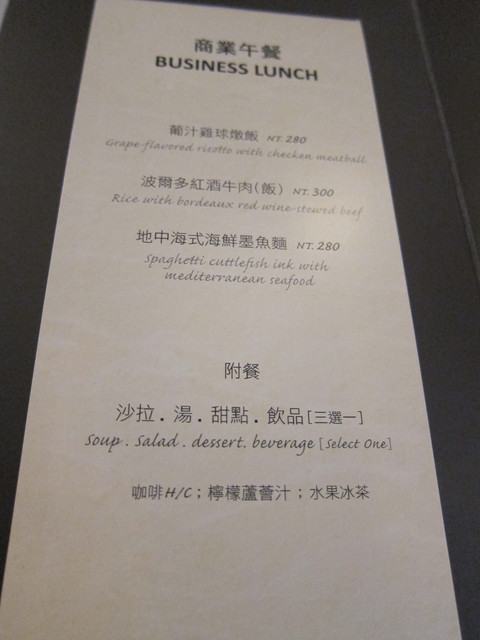 商業午餐
BUSINESS LUNCH
葡汁雞球燉飯 NT. 280
Grape-flavored risotto with checken meatball
波爾多紅酒牛肉(飯) NT. 300
Rice with bordeaux red wine-stewed beef
地中海式海鮮墨魚麵 NT. 280
Spaghetti cuttlefish ink with
mediterranean seafood
附餐
沙拉 . 湯 . 甜點 . 飲品 [三選一]
Soup . Salad . dessert. beverage [Select One]
咖啡H/C ; 檸檬蘆薈汁 ; 水果冰茶